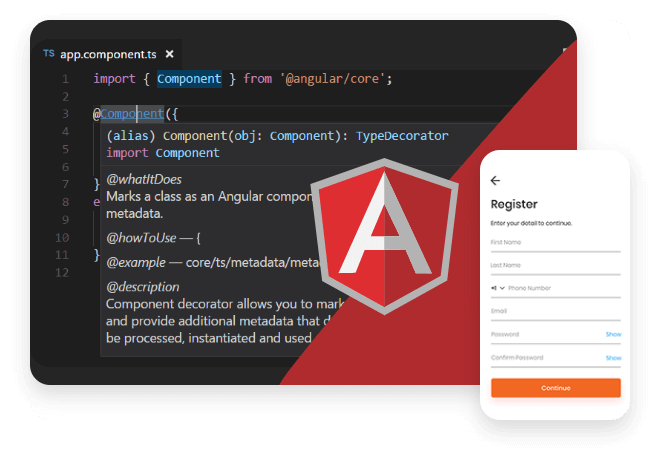 TS app.component.ts ×
1 import { Component } from '@angular/core';
2
3 @Component({
4 (alias) Component(obj: Component): TypeDecorator
5 import Component
6 @whatItDoes
7 } Marks a class as an Angular compon
8 e metadata.
9
10 @howToUse — {
11 } @example — core/ts/metadata/meta
12
@description
Component decorator allows you to mark
and provide additional metadata that d
be processed, instantiated and used
A
Register
Enter your detail to continue.
First Name
Last Name
Phone Number
Email
Password Show
Confirm Password Show
Continue